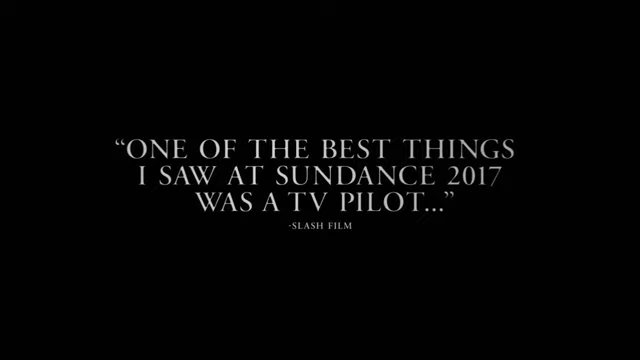 “ONE OF THE BEST THINGS
I SAW AT SUNDANCE 2017
WAS A TV PILOT...”
-SLASH FILM